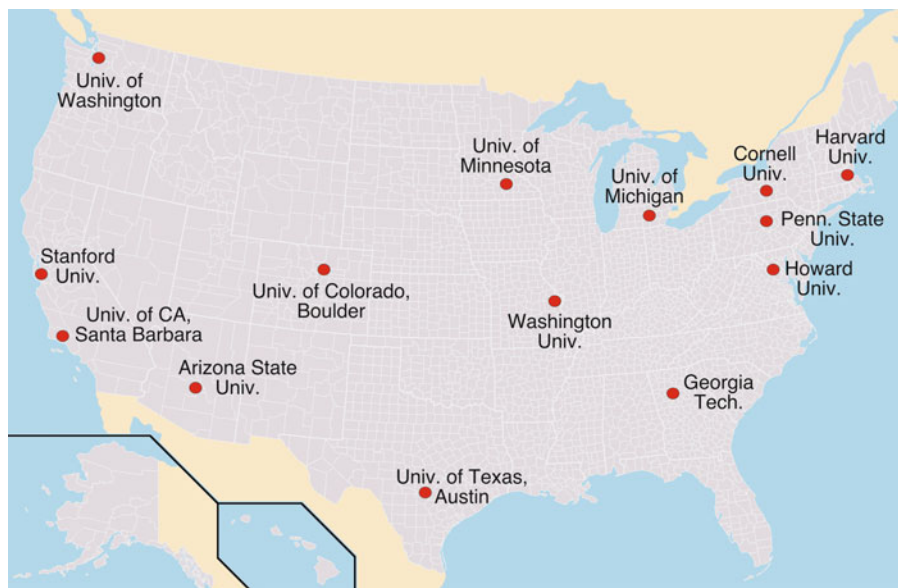 Univ. of
Washington
Univ. of
Minnesota
Univ. of
Michigan
Cornell
Univ.
Harvard
Univ.
Penn. State
Univ.
Howard
Univ.
Stanford
Univ.
Univ. of Colorado,
Boulder
Univ. of CA,
Santa Barbara
Washington
Univ.
Arizona State
Univ.
Georgia
Tech.
Univ. of Texas,
Austin